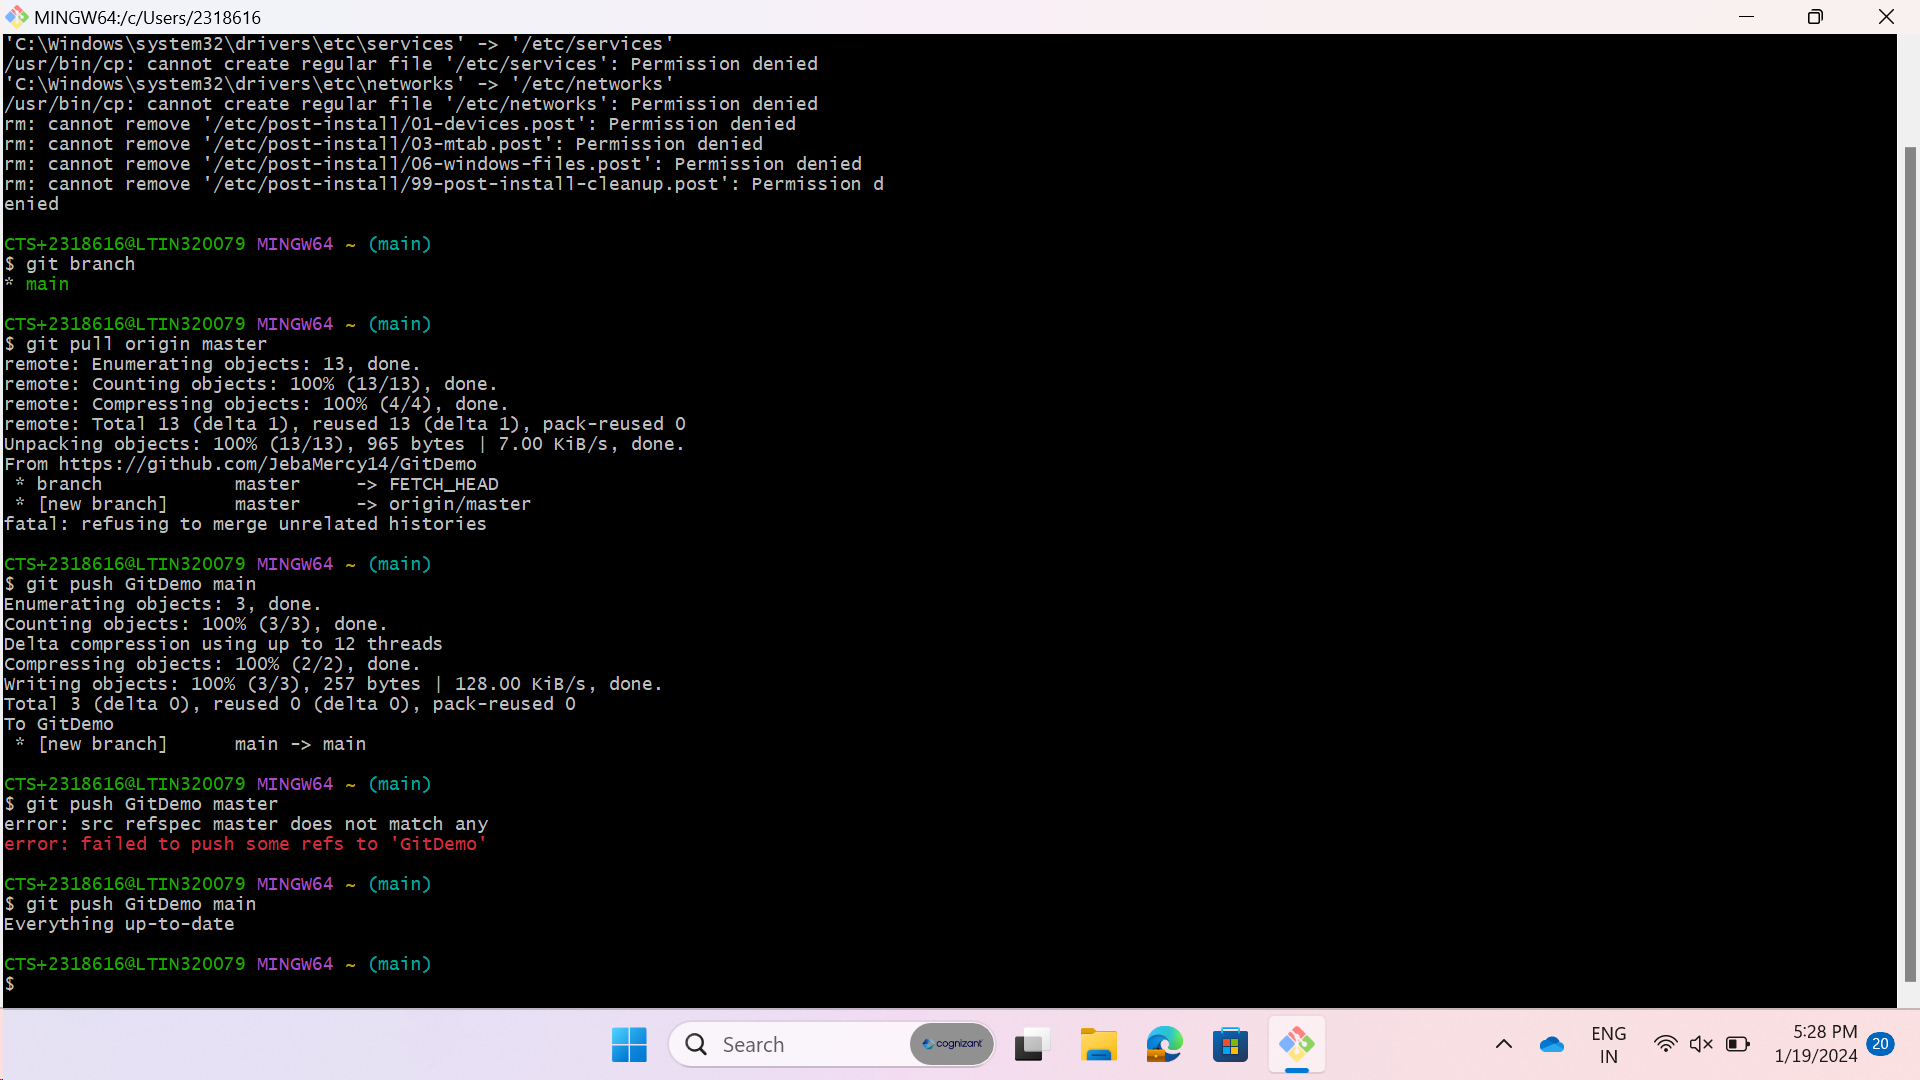 MINGW64:/c/Users/2318616
'C:\Windows\system32\drivers\etc\services' -> '/etc/services'
/usr/bin/cp: cannot create regular file '/etc/services': Permission denied
'C:\Windows\system32\drivers\etc\networks' -> '/etc/networks'
/usr/bin/cp: cannot create regular file '/etc/networks': Permission denied
rm: cannot remove '/etc/post-install/01-devices.post': Permission denied
rm: cannot remove '/etc/post-install/03-mtab.post': Permission denied
rm: cannot remove '/etc/post-install/06-windows-files.post': Permission denied
rm: cannot remove '/etc/post-install/99-post-install-cleanup.post': Permission d
enied
CTS+2318616@LTIN320079 MINGW64 ~ (main)
$ git branch
* main
CTS+2318616@LTIN320079 MINGW64 ~ (main)
$ git pull origin master
remote: Enumerating objects: 13, done.
remote: Counting objects: 100% (13/13), done.
remote: Compressing objects: 100% (4/4), done.
remote: Total 13 (delta 1), reused 13 (delta 1), pack-reused 0
Unpacking objects: 100% (13/13), 965 bytes | 7.00 KiB/s, done.
From https://github.com/JebaMercy14/GitDemo
 * branch            master     -> FETCH_HEAD
 * [new branch]      master     -> origin/master
fatal: refusing to merge unrelated histories
CTS+2318616@LTIN320079 MINGW64 ~ (main)
$ git push GitDemo main
Enumerating objects: 3, done.
Counting objects: 100% (3/3), done.
Delta compression using up to 12 threads
Compressing objects: 100% (2/2), done.
Writing objects: 100% (3/3), 257 bytes | 128.00 KiB/s, done.
Total 3 (delta 0), reused 0 (delta 0), pack-reused 0
To GitDemo
 * [new branch]      main -> main
CTS+2318616@LTIN320079 MINGW64 ~ (main)
$ git push GitDemo master
error: src refspec master does not match any
error: failed to push some refs to 'GitDemo'
CTS+2318616@LTIN320079 MINGW64 ~ (main)
$ git push GitDemo main
Everything up-to-date
CTS+2318616@LTIN320079 MINGW64 ~ (main)
$
Search
cognizant
ENG
IN
5:28 PM
1/19/2024
20